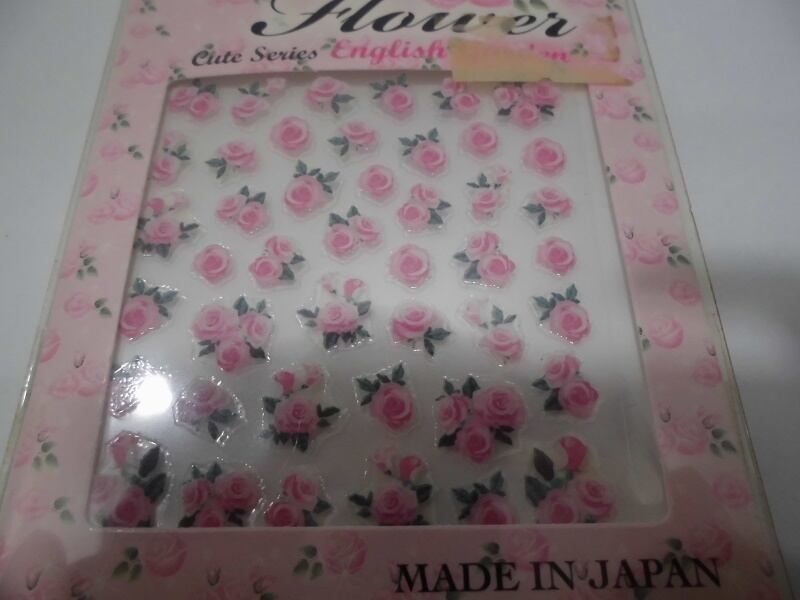 Flower
Cute Series English
MADE IN JAPAN